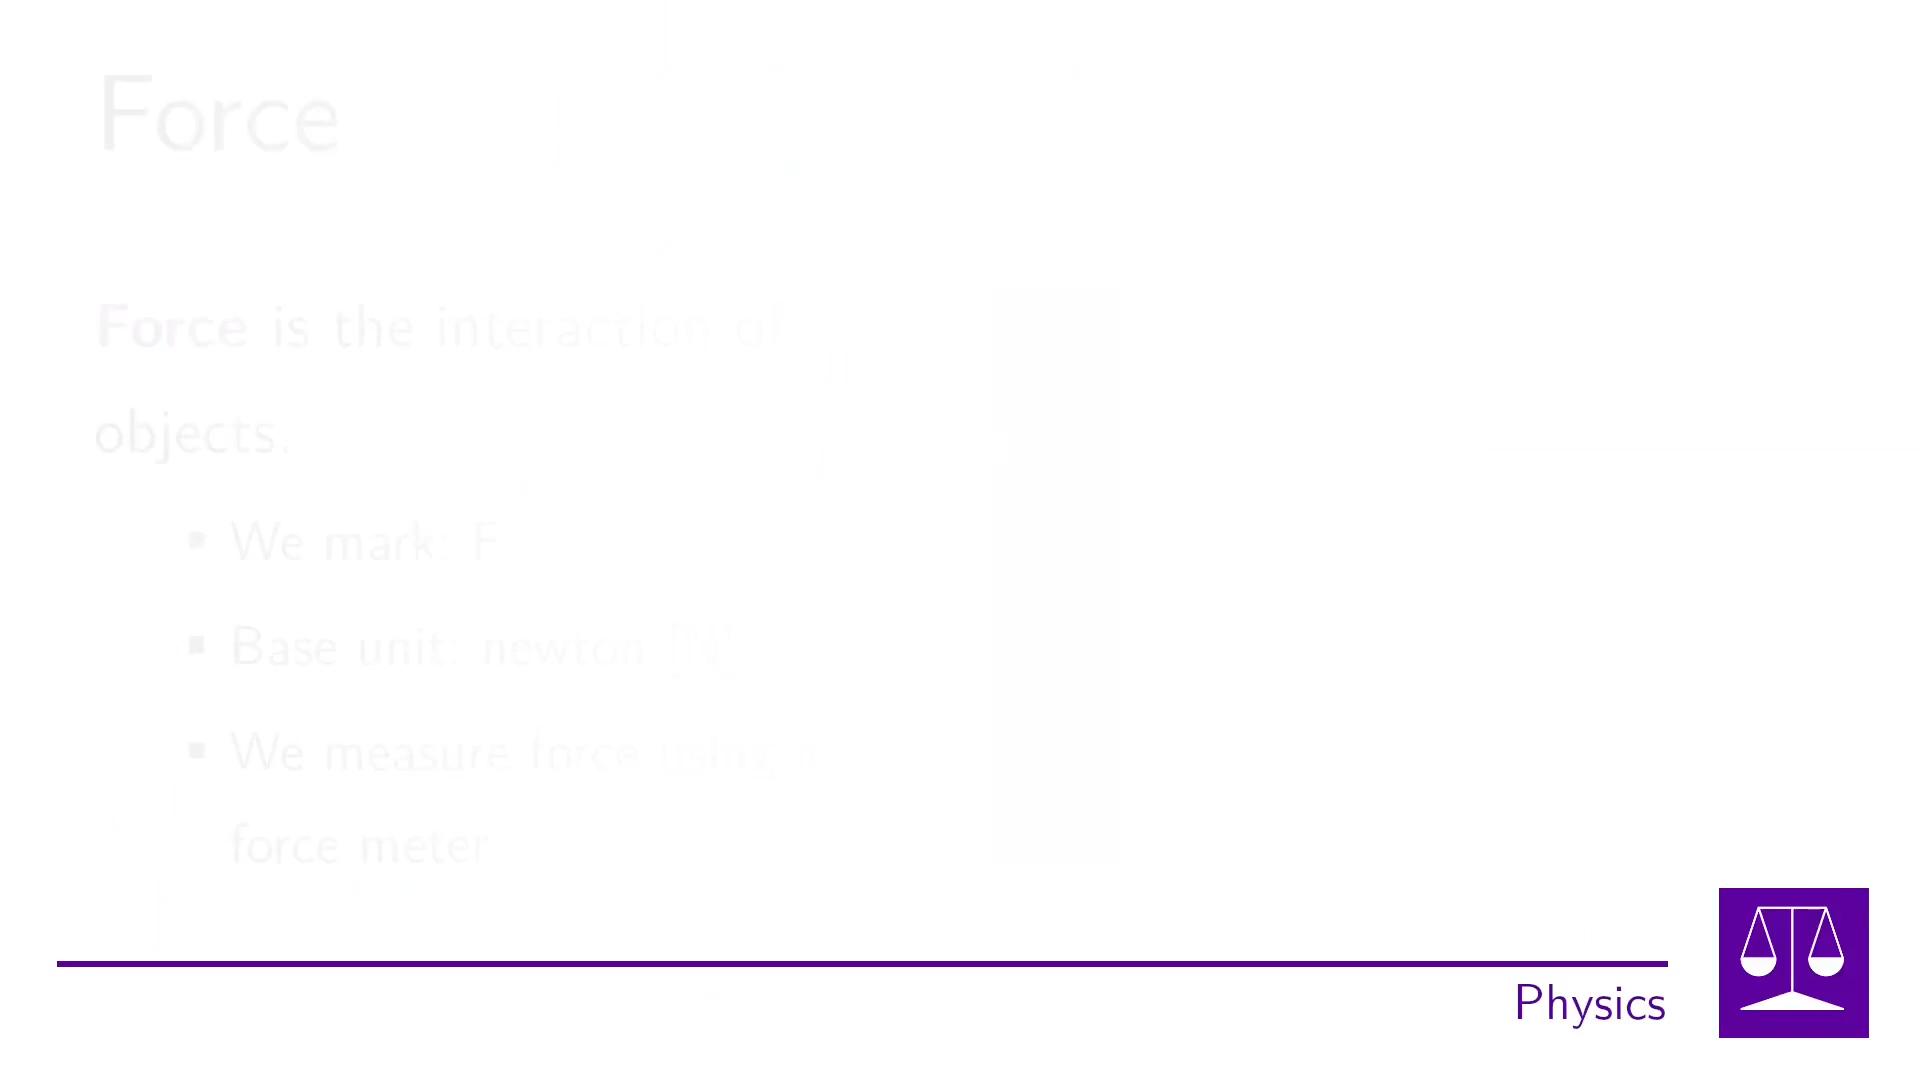 Force
Force is the interaction of
objects.
We mark: F
Base unit: newton [N]
We measure force using a
force meter
Physics